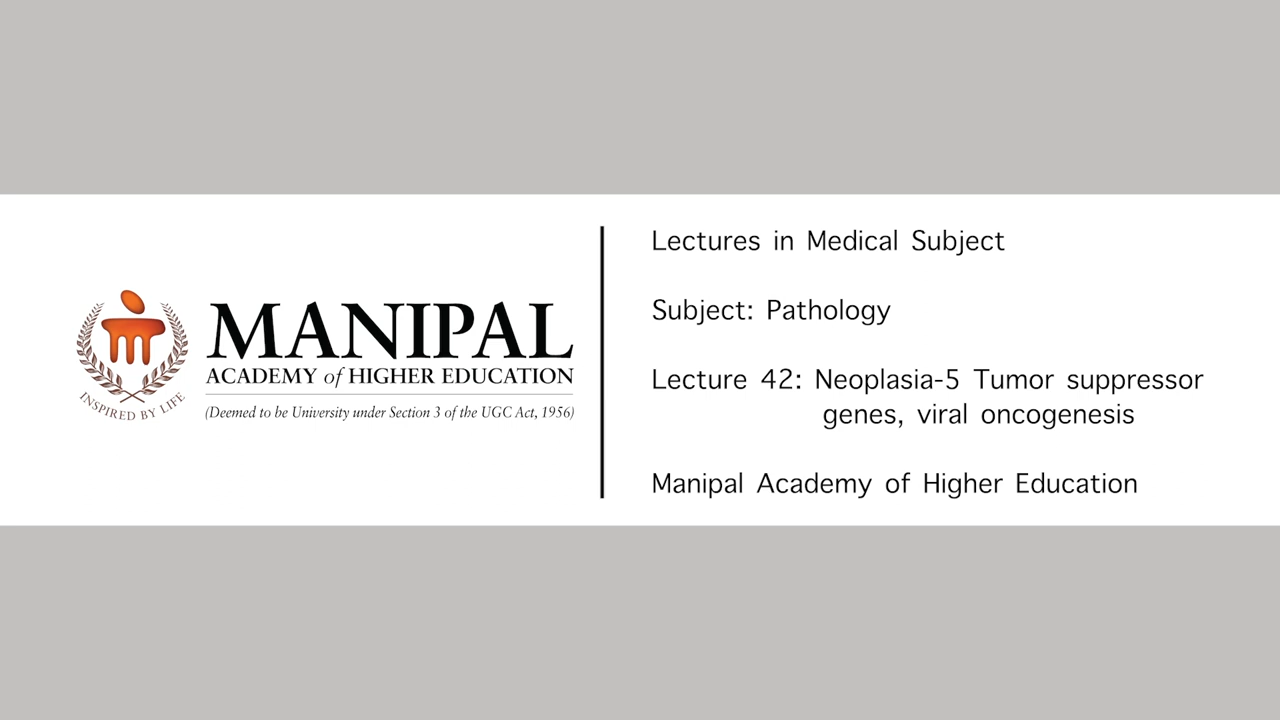 MANIPAL
ACADEMY of HIGHER EDUCATION
(Deemed to be University under Section 3 of the UGC Act, 1956)
INSPIRED BY LIFE
Lectures in Medical Subject
Subject: Pathology
Lecture 42: Neoplasia-5 Tumor suppressor
genes, viral oncogenesis
Manipal Academy of Higher Education